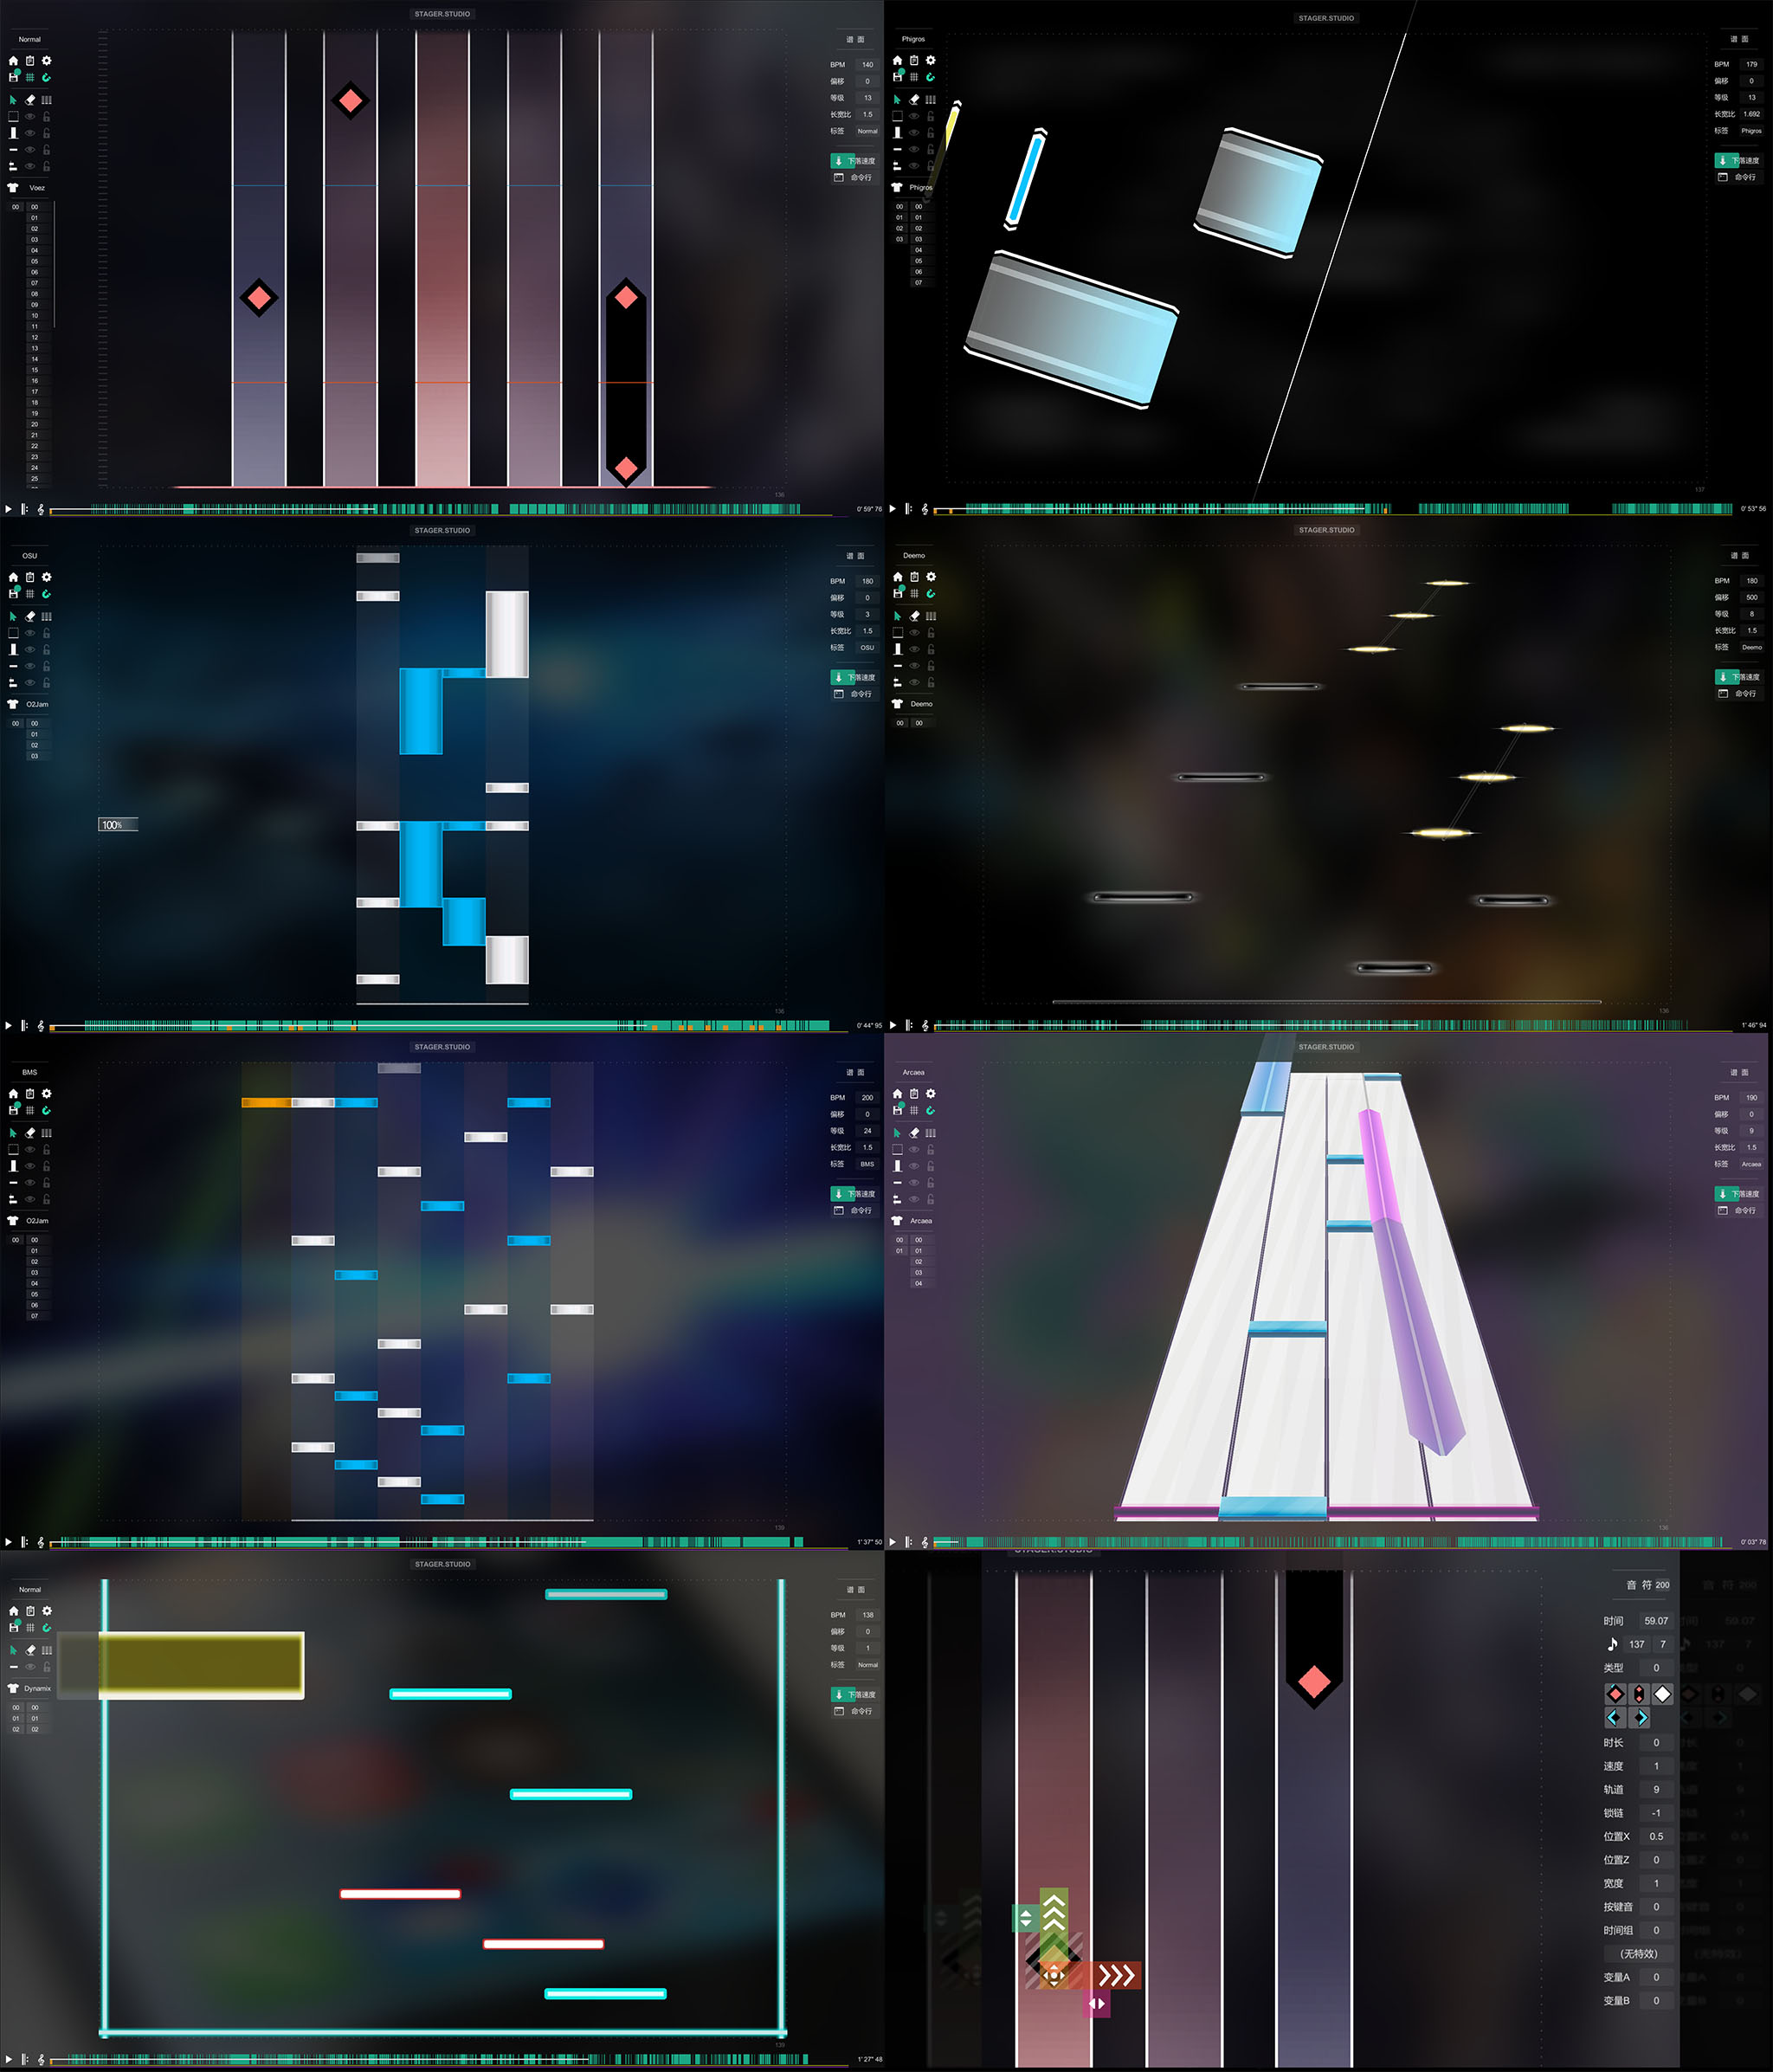 STAGER.STUDIO
Normal
谱 面
BPM 140
偏移 0
等级 13
长宽比 1.5
标签 Normal
下落速度
命令行
Voez
00 00
01
02
03
04
05
06
07
08
09
10
11
12
13
14
15
16
17
18
19
20
21
22
23
24
25
136
0' 59" 76
STAGER.STUDIO
Phigros
谱 面
BPM 179
偏移 0
等级 13
长宽比 1.692
标签 Phigros
下落速度
命令行
Phigros
00 00
01 01
02 02
03 03
04
05
06
07
137
0' 53" 56
STAGER.STUDIO
OSU
谱 面
BPM 180
偏移 0
等级 3
长宽比 1.5
标签 OSU
下落速度
命令行
O2Jam
00 00
01
02
03
100%
136
0' 44" 95
STAGER.STUDIO
Deemo
谱 面
BPM 180
偏移 500
等级 8
长宽比 1.5
标签 Deemo
下落速度
命令行
Deemo
00 00
136
1' 46" 94
STAGER.STUDIO
BMS
谱 面
BPM 200
偏移 0
等级 24
长宽比 1.5
标签 BMS
下落速度
命令行
O2Jam
00 00
01
02
03
04
05
06
07
139
1' 37" 50
STAGER.STUDIO
Arcaea
谱 面
BPM 190
偏移 0
等级 9
长宽比 1.5
标签 Arcaea
下落速度
命令行
Arcaea
00 00
01 01
02
03
04
136
0' 03" 78
STAGER.STUDIO
Normal
谱 面
BPM 138
偏移 0
等级 1
长宽比 1.5
标签 Normal
下落速度
命令行
Dynamix
00 00
01 01
02 02
139
1' 27" 48
STAGER.STUDIO
音 符 200
时间 59.07
137 7
类型 0
时长 0
速度 1
轨道 9
锁链 -1
位置X 0.5
位置Z 0
宽度 1
按键音 0
时间组 0
(无特效)
变量A 0
变量B 0